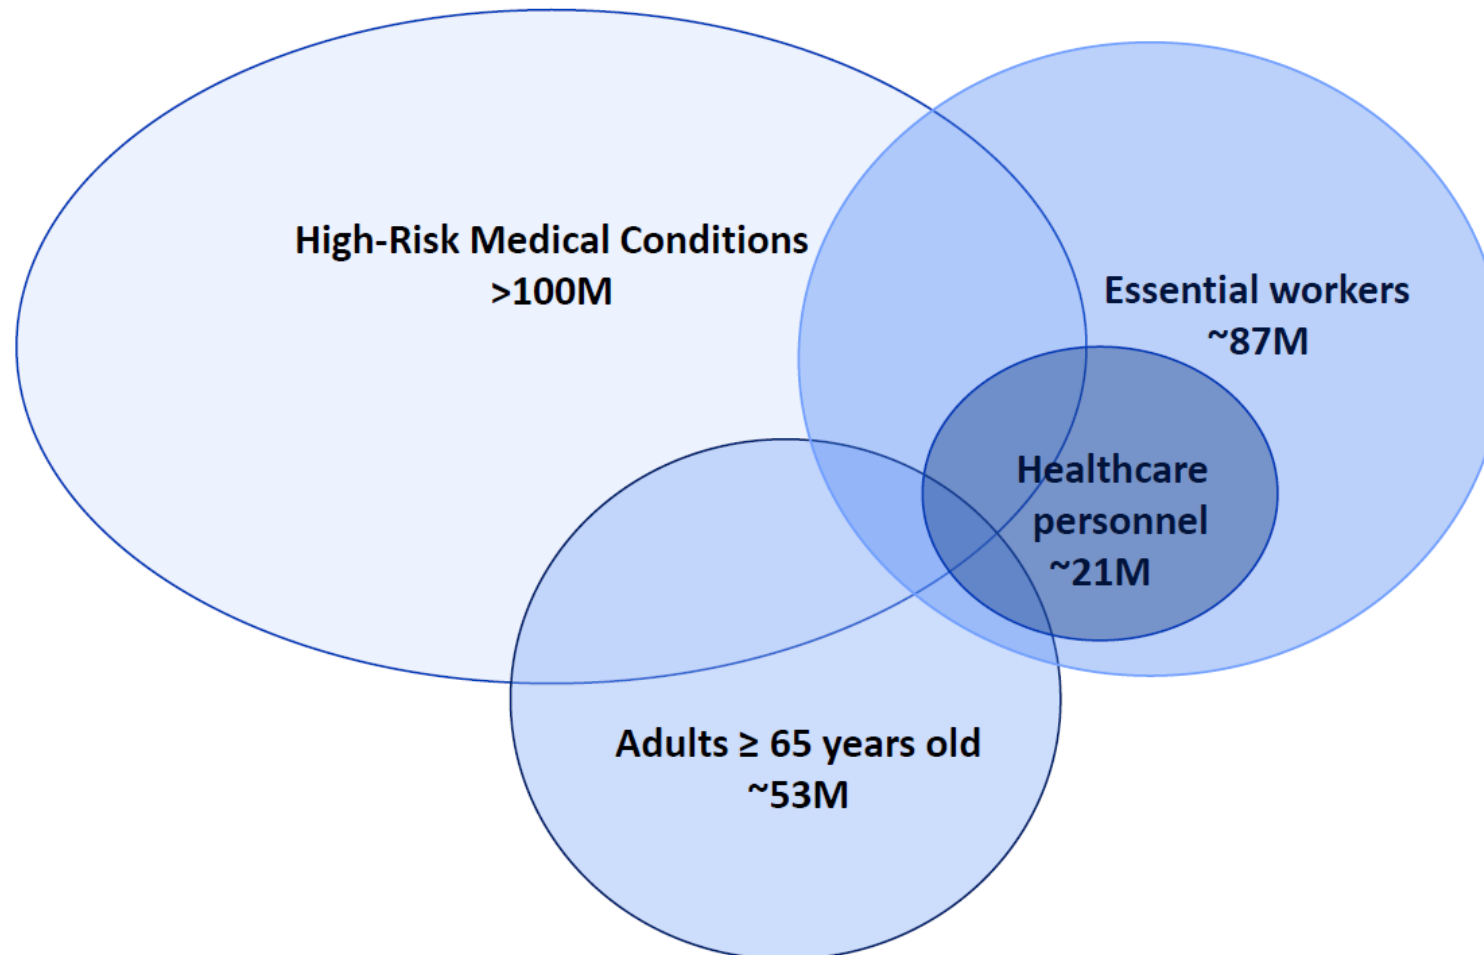 High-Risk Medical Conditions
>100M
Essential workers
~87M
Healthcare
personnel
~21M
Adults ≥ 65 years old
~53M